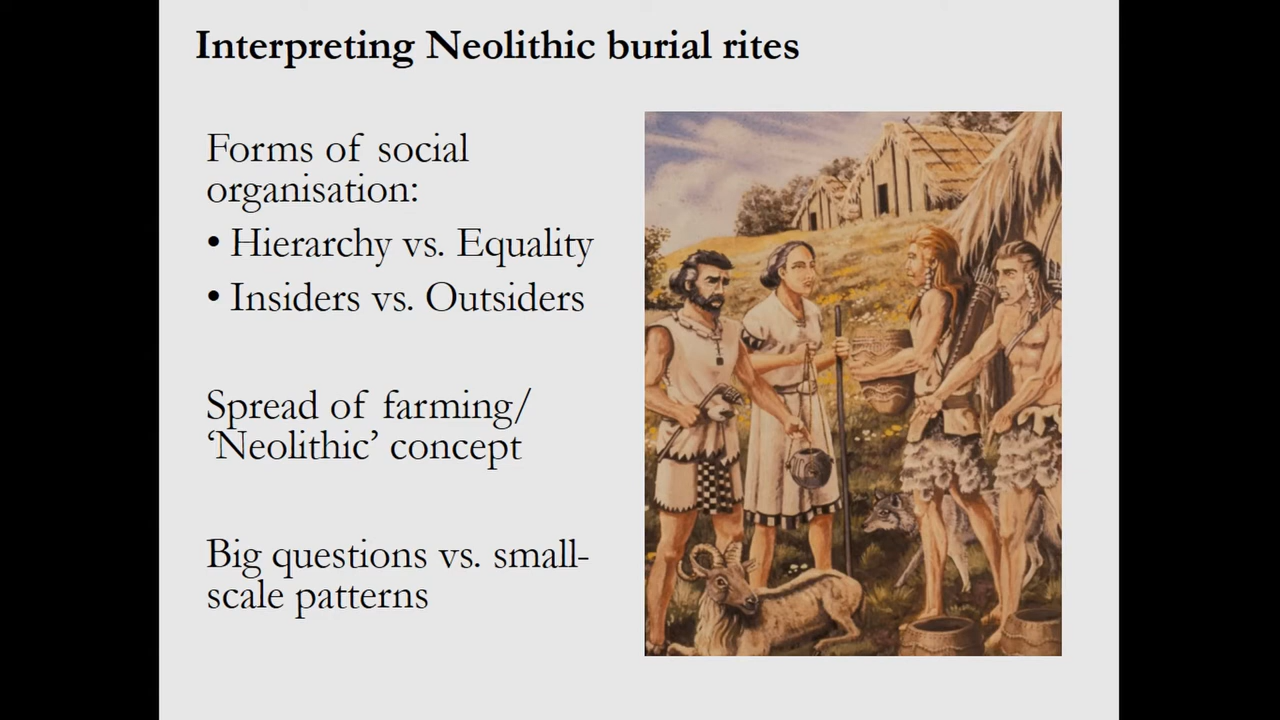 Interpreting Neolithic burial rites
Forms of social
organisation:
• Hierarchy vs. Equality
• Insiders vs. Outsiders
Spread of farming/
‘Neolithic’ concept
Big questions vs. small-
scale patterns